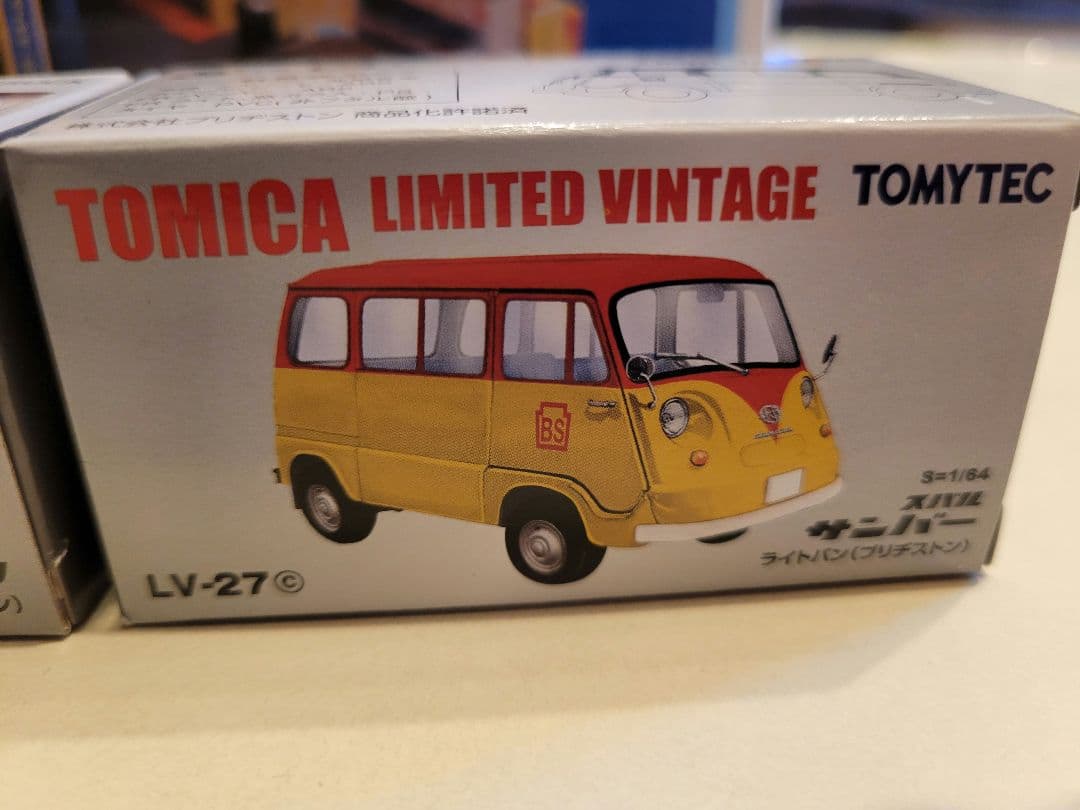 株式会社ブリヂストン 商品化許諾済
TOMICA LIMITED VINTAGE TOMYTEC
BS
S=1/64
スバル
サンバー
ライトバン(ブリヂストン)
LV-27©